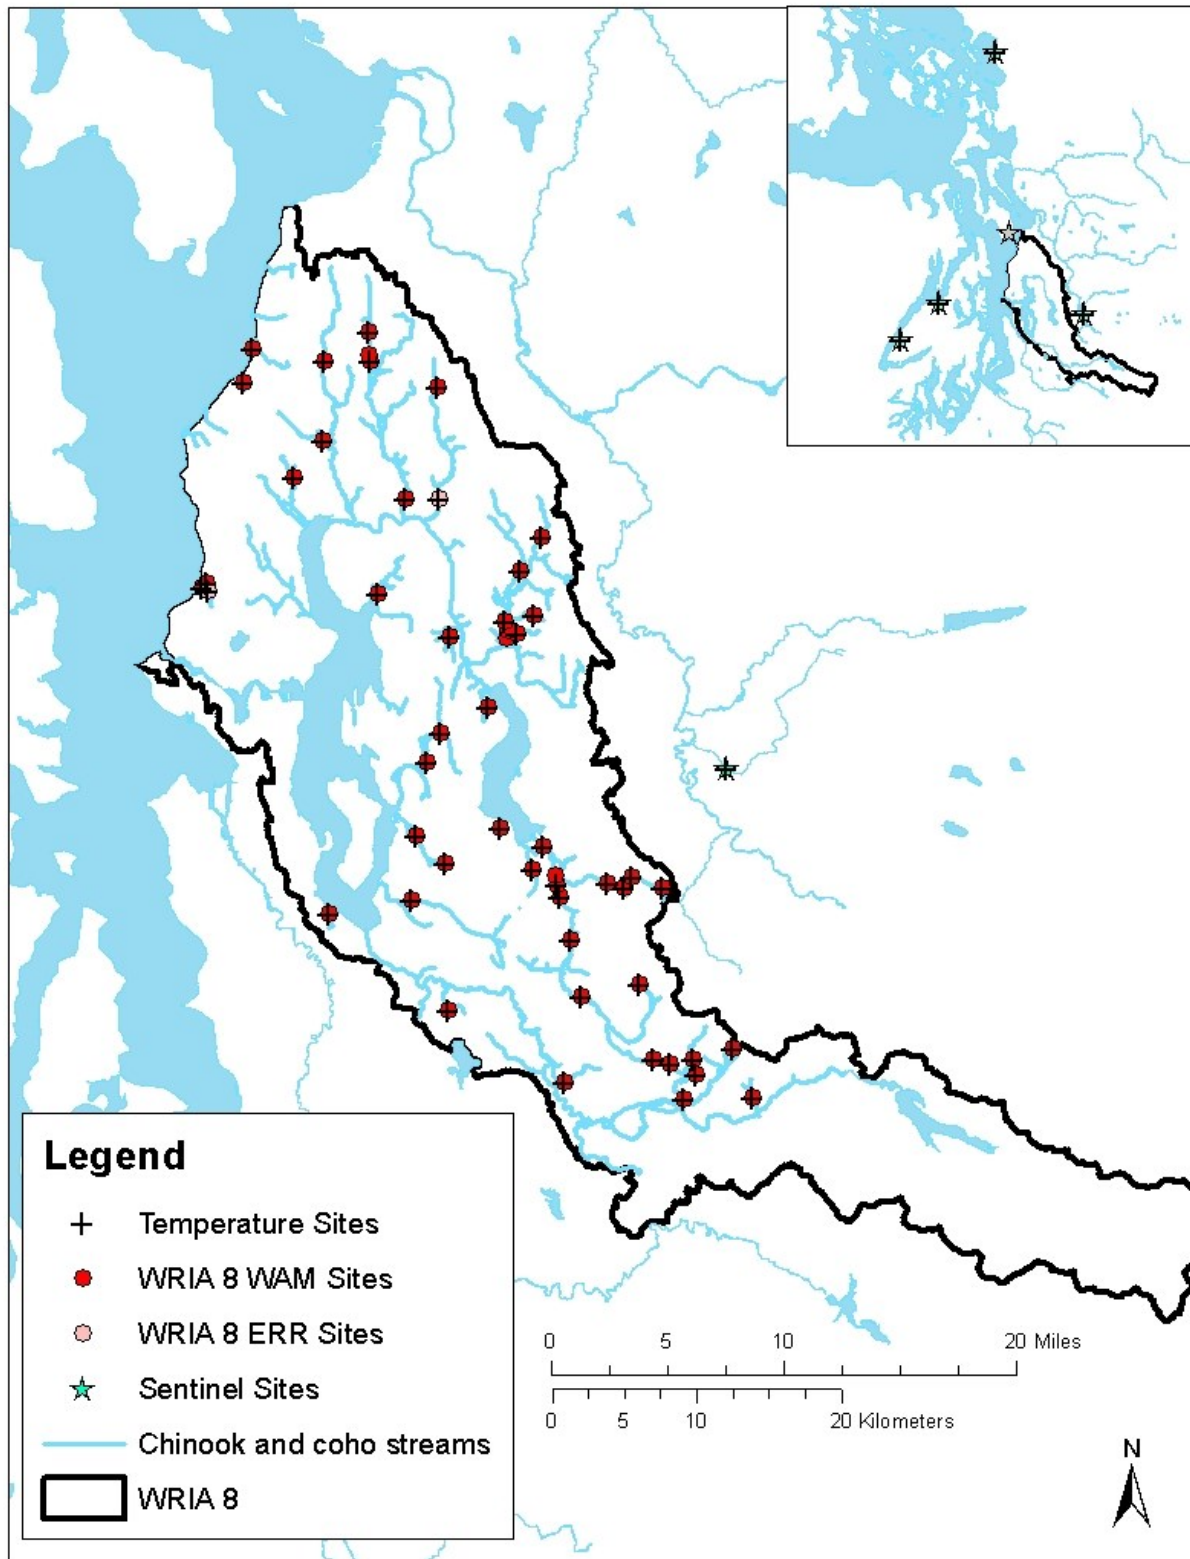 Legend
Temperature Sites
WRIA 8 WAM Sites
WRIA 8 ERR Sites
Sentinel Sites
Chinook and coho streams
WRIA 8
0 5 10 20 Miles
0 5 10 20 Kilometers
N